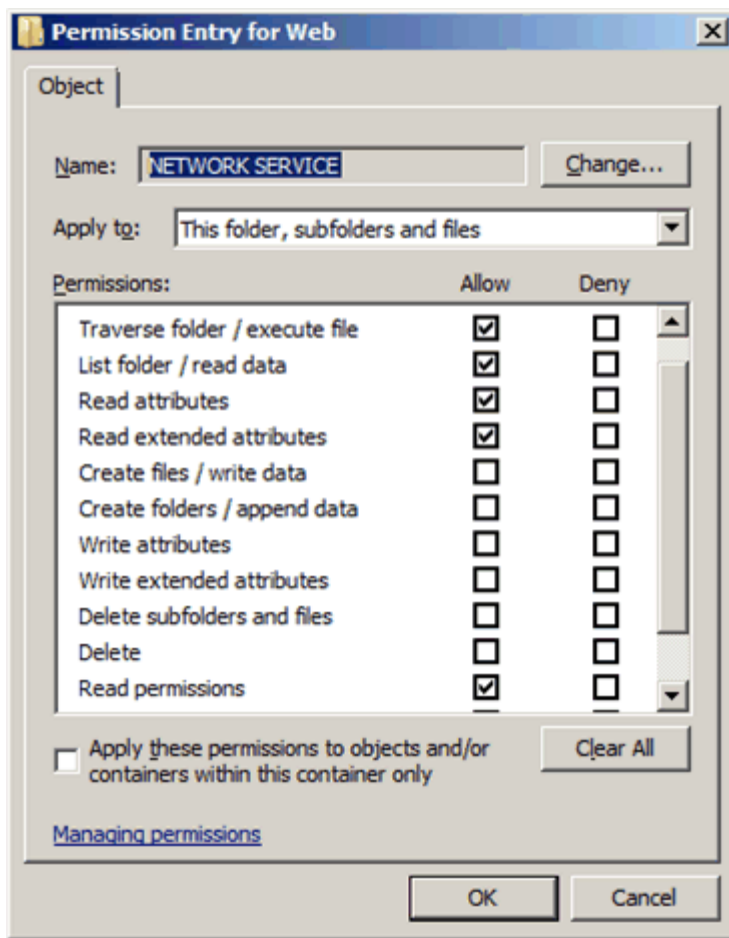 Permission Entry for Web
Object
Name: NETWORK SERVICE Change...
Apply to: This folder, subfolders and files
Permissions: Allow Deny
Traverse folder / execute file
List folder / read data
Read attributes
Read extended attributes
Create files / write data
Create folders / append data
Write attributes
Write extended attributes
Delete subfolders and files
Delete
Read permissions
Apply these permissions to objects and/or
containers within this container only
Clear All
Managing permissions
OK Cancel